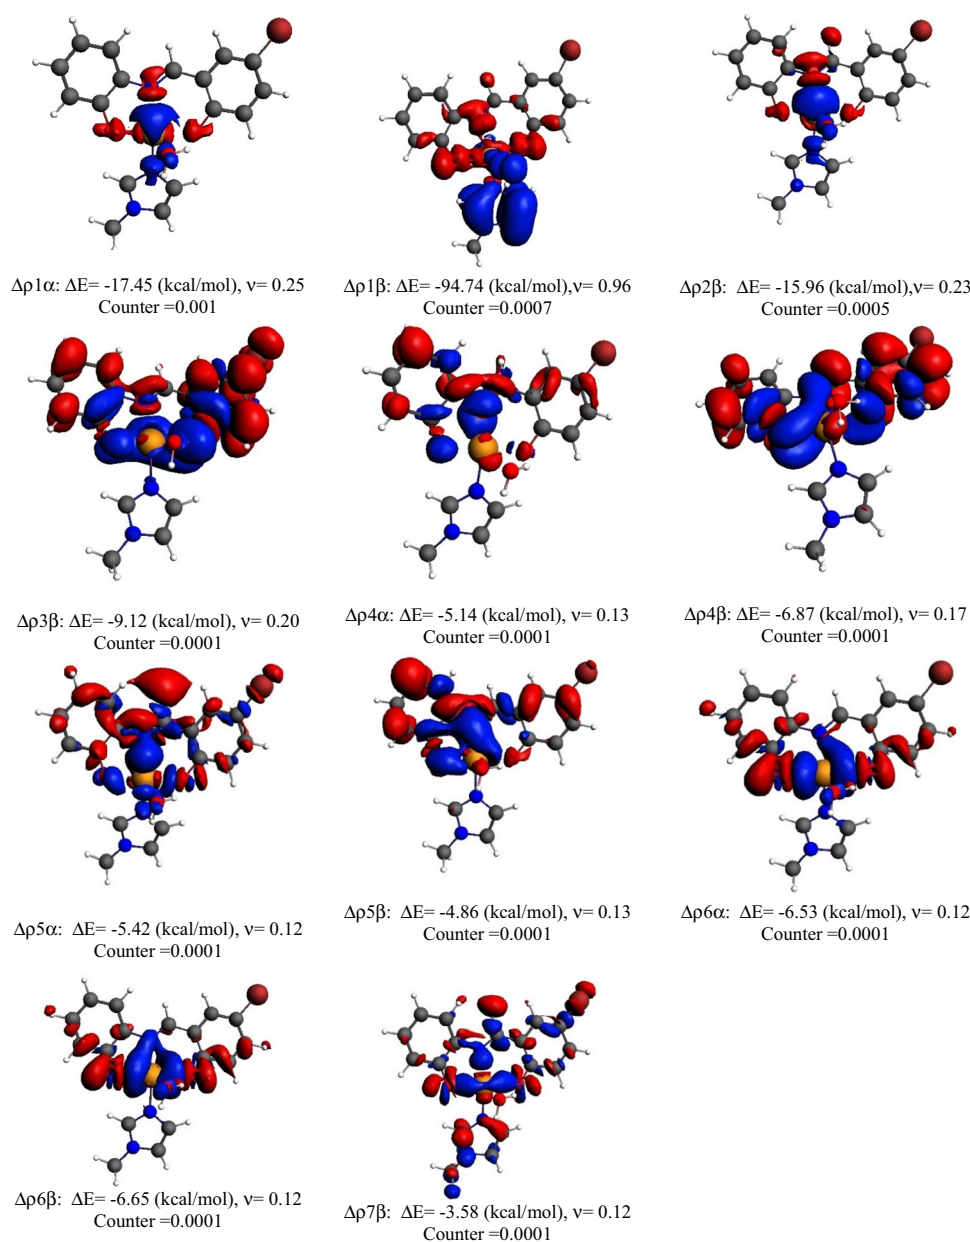 Δρ1α: ΔE= -17.45 (kcal/mol), ν= 0.25
Counter =0.001
Δρ1β: ΔE= -94.74 (kcal/mol),ν= 0.96
Counter =0.0007
Δρ2β: ΔE= -15.96 (kcal/mol),ν= 0.23
Counter =0.0005
Δρ3β: ΔE= -9.12 (kcal/mol), ν= 0.20
Counter =0.0001
Δρ4α: ΔE= -5.14 (kcal/mol), ν= 0.13
Counter =0.0001
Δρ4β: ΔE= -6.87 (kcal/mol), ν= 0.17
Counter =0.0001
Δρ5α: ΔE= -5.42 (kcal/mol), ν= 0.12
Counter =0.0001
Δρ5β: ΔE= -4.86 (kcal/mol), ν= 0.13
Counter =0.0001
Δρ6α: ΔE= -6.53 (kcal/mol), ν= 0.12
Counter =0.0001
Δρ6β: ΔE= -6.65 (kcal/mol), ν= 0.12
Counter =0.0001
Δρ7β: ΔE= -3.58 (kcal/mol), ν= 0.12
Counter =0.0001